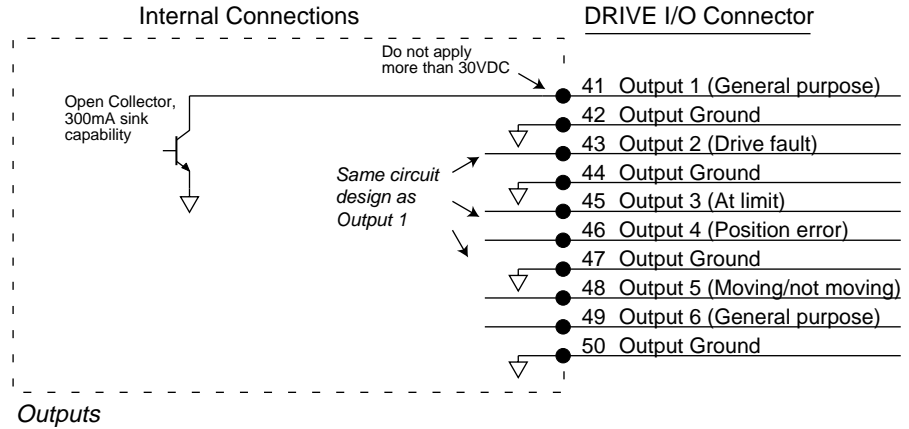 Internal Connections
DRIVE I/O Connector
Do not apply
more than 30VDC
Open Collector,
300mA sink
capability
Same circuit
design as
Output 1
41 Output 1 (General purpose)
42 Output Ground
43 Output 2 (Drive fault)
44 Output Ground
45 Output 3 (At limit)
46 Output 4 (Position error)
47 Output Ground
48 Output 5 (Moving/not moving)
49 Output 6 (General purpose)
50 Output Ground
Outputs